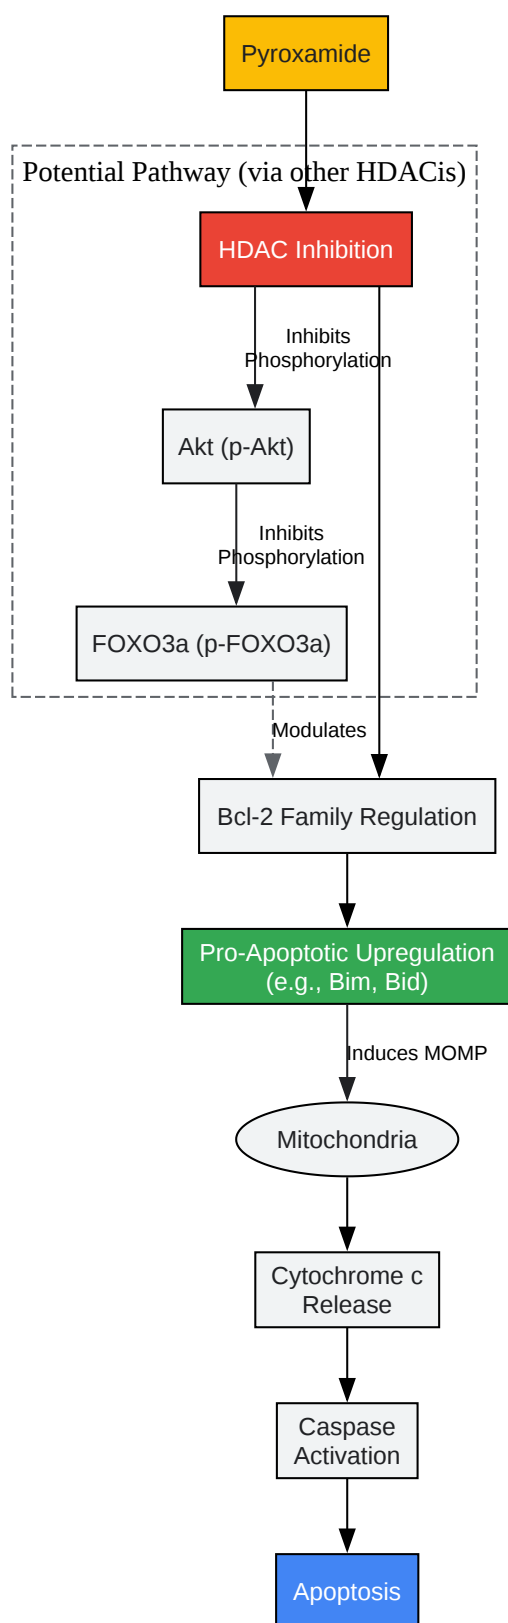 Pyroxamide
Potential Pathway (via other HDACis)
HDAC Inhibition
Inhibits
Phosphorylation
Akt (p-Akt)
Inhibits
Phosphorylation
FOXO3a (p-FOXO3a)
Modulates
Bcl-2 Family Regulation
Pro-Apoptotic Upregulation
(e.g., Bim, Bid)
Induces MOMP
Mitochondria
Cytochrome c
Release
Caspase
Activation
Apoptosis